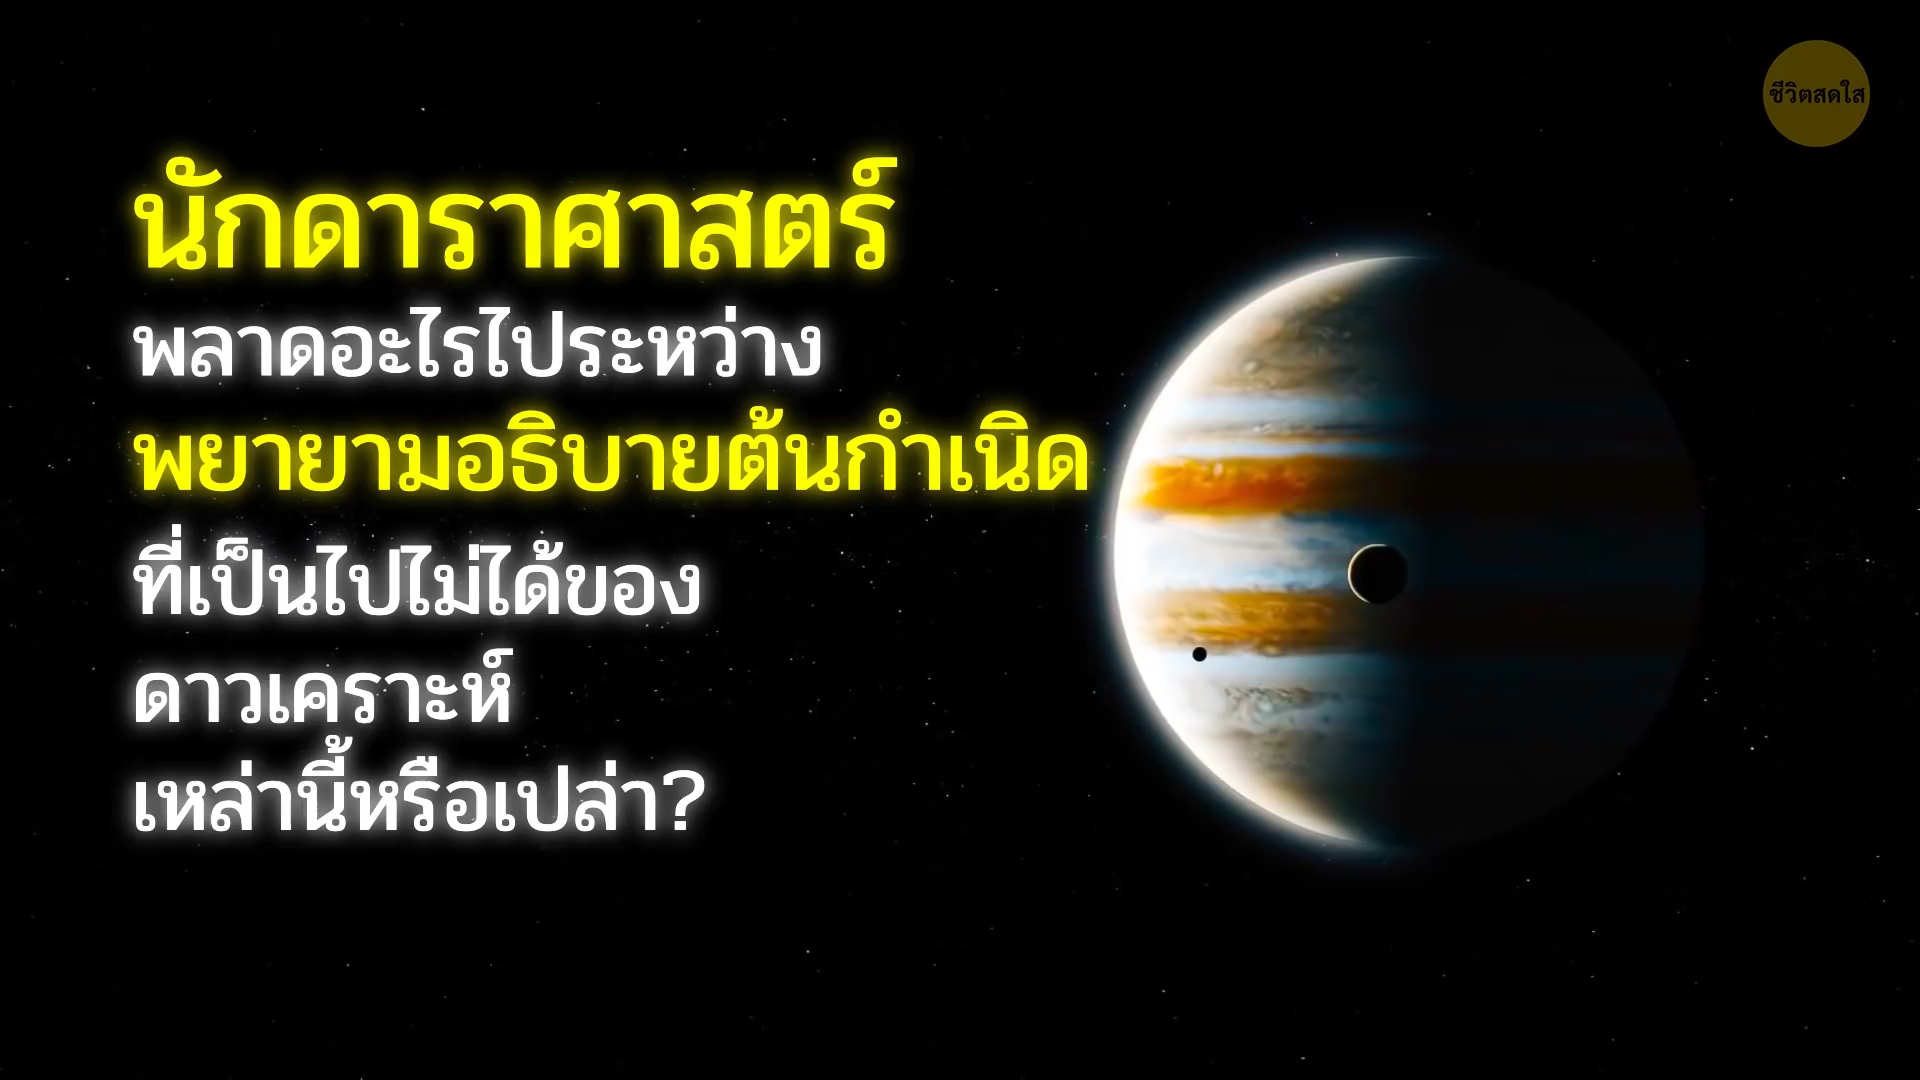 ชีวิตสดใส
นักดาราศาสตร์
พลาดอะไรไประหว่าง
พยายามอธิบายต้นกำเนิด
ที่เป็นไปไม่ได้ของ
ดาวเคราะห์
เหล่านี้หรือเปล่า?